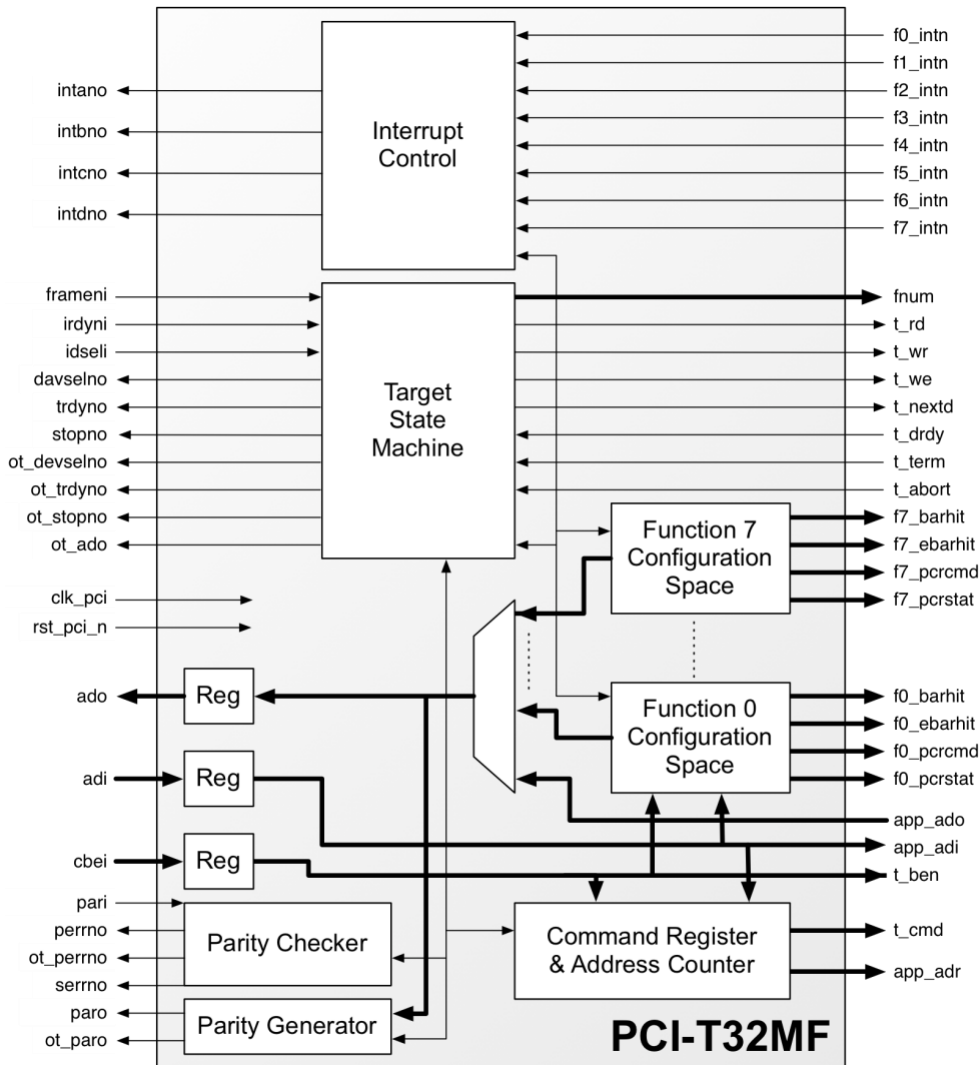 f0_intn
f1_intn
intano
f2_intn
intbno
f3_intn
Interrupt
Control
f4_intn
intcno
f5_intn
intdno
f6_intn
f7_intn
frameni
fnum
irdyni
t_rd
idseli
t_wr
davselno
t_we
trdyno
Target
State
Machine
t_nextd
stopno
t_drdy
ot_devselno
t_term
ot_trdyno
t_abort
ot_stopno
Function 7
Configuration
Space
f7_barhit
ot_ado
f7_ebarhit
f7_pcrcmd
clk_pci
f7_pcrstat
rst_pci_n
ado
Reg
Function 0
Configuration
Space
f0_barhit
f0_ebarhit
f0_pcrcmd
adi
Reg
f0_pcrstat
app_ado
app_adi
cbei
Reg
t_ben
pari
perrno
Parity Checker
Command Register
& Address Counter
t_cmd
ot_perrno
app_adr
serrno
paro
Parity Generator
ot_paro
PCI-T32MF